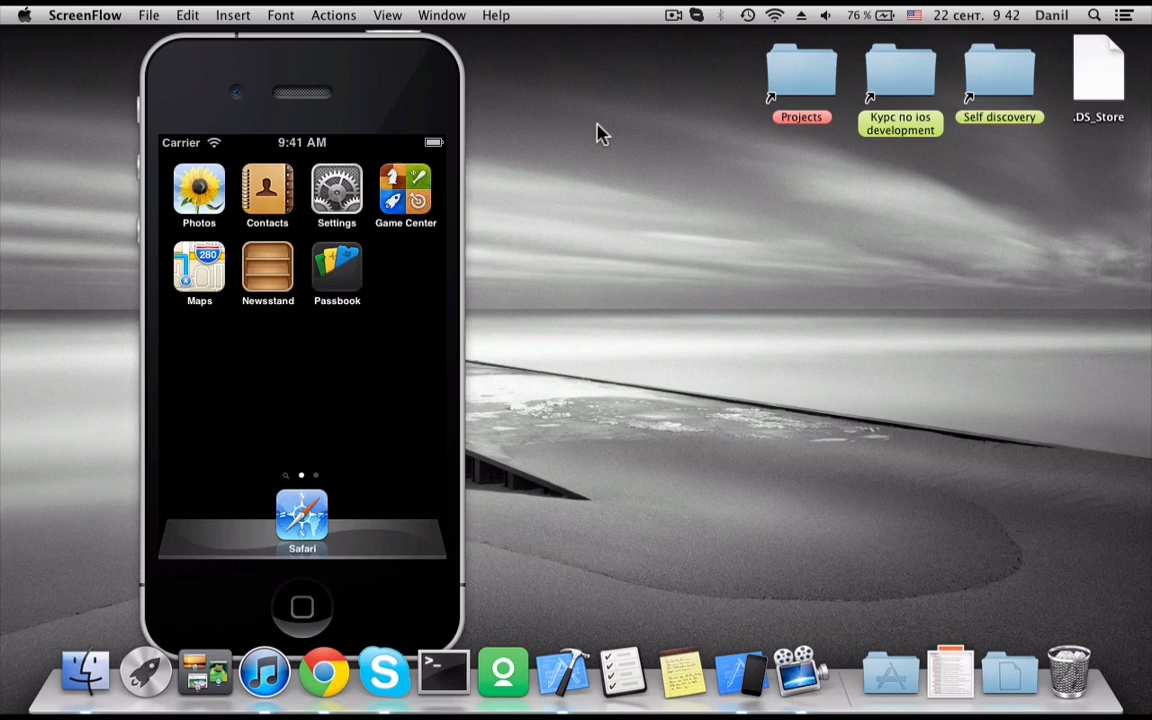 ScreenFlow File Edit Insert Font Actions View Window Help 76 % 22 сент. 9 42 Danil
Projects
Курс по ios
development
Self discovery
.DS_Store
Carrier 9:41 AM
Photos Contacts Settings Game Center
280
Maps Newsstand Passbook
N
Safari
>_